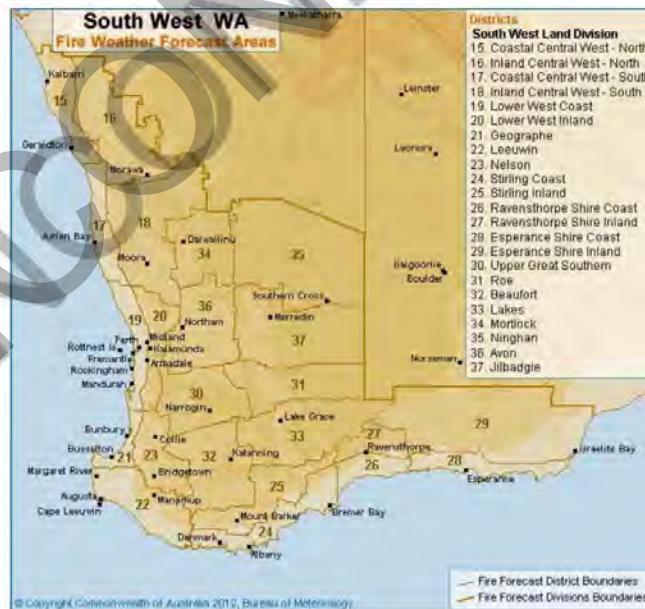 South West WA
Fire Weather Forecast Areas
Districts
South West Land Division
15. Coastal Central West - North
16. Inland Central West - North
17. Coastal Central West - South
18. Inland Central West - South
19. Lower West Coast
20. Lower West Inland
21. Geographe
22. Leeuwin
23. Nelson
24. Stirling Coast
25. Stirling Inland
26. Ravensthorpe Shire Coast
27. Ravensthorpe Shire Inland
28. Esperance Shire Coast
29. Esperance Shire Inland
30. Upper Great Southern
31. Roe
32. Beaufort
33. Lakes
34. Mortlock
35. Ninghan
36. Avon
37. Jilbadgie
Meekatharra
Kalbarri
15
16
Leinster
Geraldton
Leonora
Morawa
17
18
Jurien Bay
Dalwallinu
34
35
Moora
Kalgoorlie
Boulder
Southern Cross
19
20
36
Northam
Merredin
37
Rottnest Is
Perth
Midland
Kalamunda
Fremantle
Armadale
Rockingham
Mandurah
Norseman
30
31
Narrogin
Lake Grace
29
Bunbury
Collie
33
27
Busselton
21
23
32
Katanning
Ravensthorpe
Israelite Bay
Margaret River
Bridgetown
26
28
Esperance
25
Augusta
22
Manjimup
Cape Leeuwin
Mount Barker
Bremer Bay
24
Denmark
Albany
Fire Forecast District Boundaries
Fire Forecast Divisions Boundaries
© Copyright Commonwealth of Australia 2012, Bureau of Meteorology